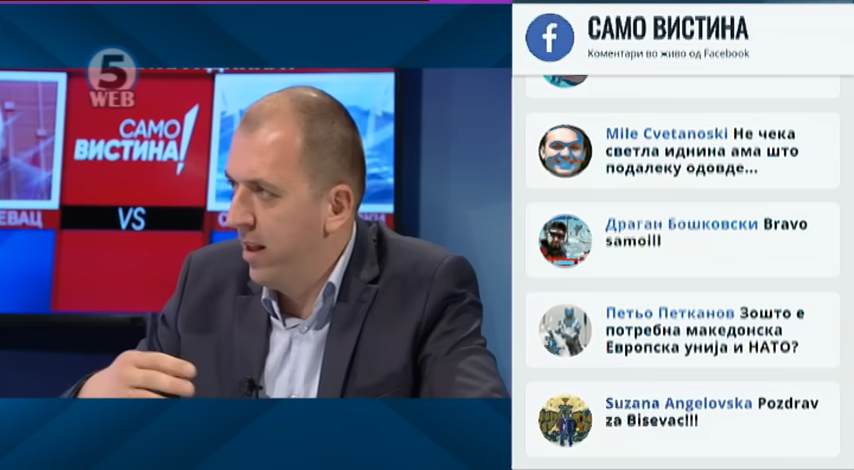 5
WEB
САМО
ВИСТИНА!
ЕВАЦ
VS
САМО ВИСТИНА
Коментари во живо од Facebook
Mile Cvetanoski Не чека
светла иднина ама што
подалеку одовде...
Драган Бошковски Bravo
samo!!!
Петьо Петканов Зошто е
потребна македонска
Европска унија и НАТО?
Suzana Angelovska Pozdrav
za Bisevac!!!